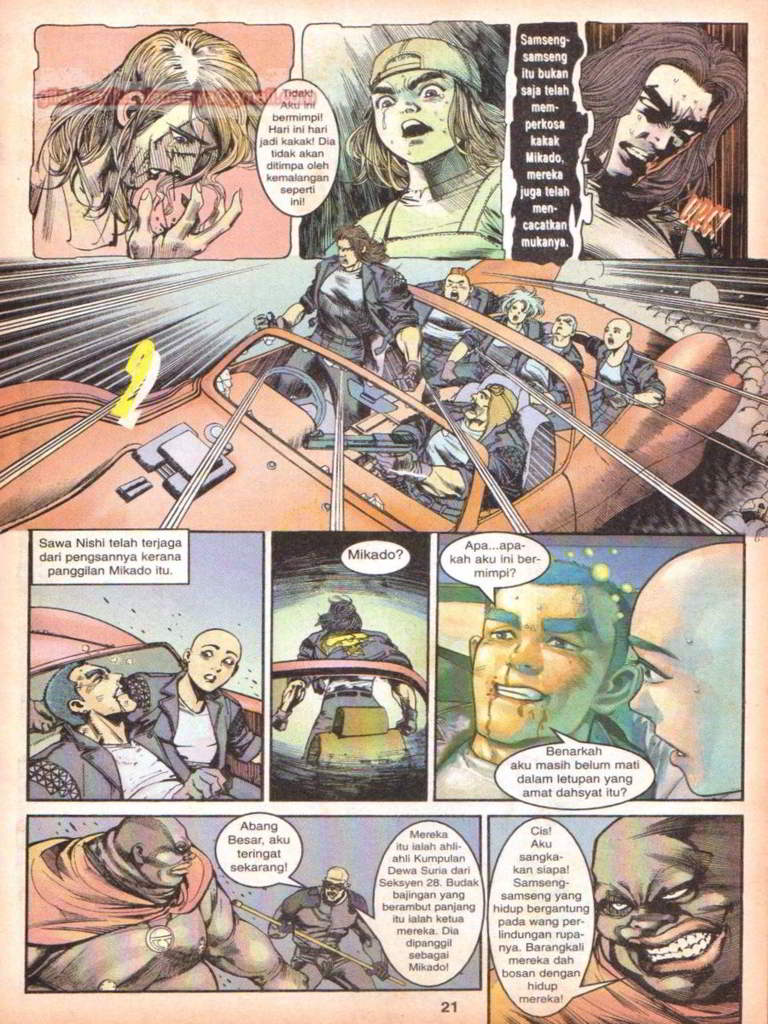 Tidak!
Aku ini
bermimpi!
Hari ini hari
jadi kakak! Dia
tidak akan
ditimpa oleh
kemalangan
seperti
ini!
Samseng-
samseng
itu bukan
saja telah
mem-
perkosa
kakak
Mikado,
mereka
juga telah
men-
cacatkan
mukanya.
Sawa Nishi telah terjaga
dari pengsannya kerana
panggilan Mikado itu.
Mikado?
Apa...apa-
kah aku ini ber-
mimpi?
Benarkah
aku masih belum mati
dalam letupan yang
amat dahsyat itu?
Abang
Besar, aku
teringat
sekarang!
Mereka
itu ialah ahli-
ahli Kumpulan
Dewa Suria dari
Seksyen 28. Budak
bajingan yang
berambut panjang
itu ialah ketua
mereka. Dia
dipanggil
sebagai
Mikado!
Cis!
Aku
sangka-
kan siapa!
Samseng-
samseng yang
hidup bergantung
pada wang per-
lindungan rupa-
nya. Barangkali
mereka dah
bosan dengan
hidup
mereka!
21